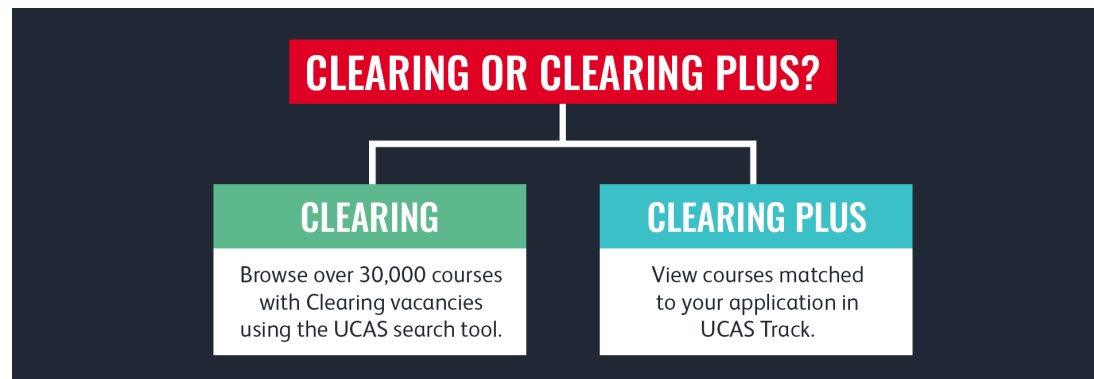 CLEARING OR CLEARING PLUS?
CLEARING
Browse over 30,000 courses
with Clearing vacancies
using the UCAS search tool.
CLEARING PLUS
View courses matched
to your application in
UCAS Track.